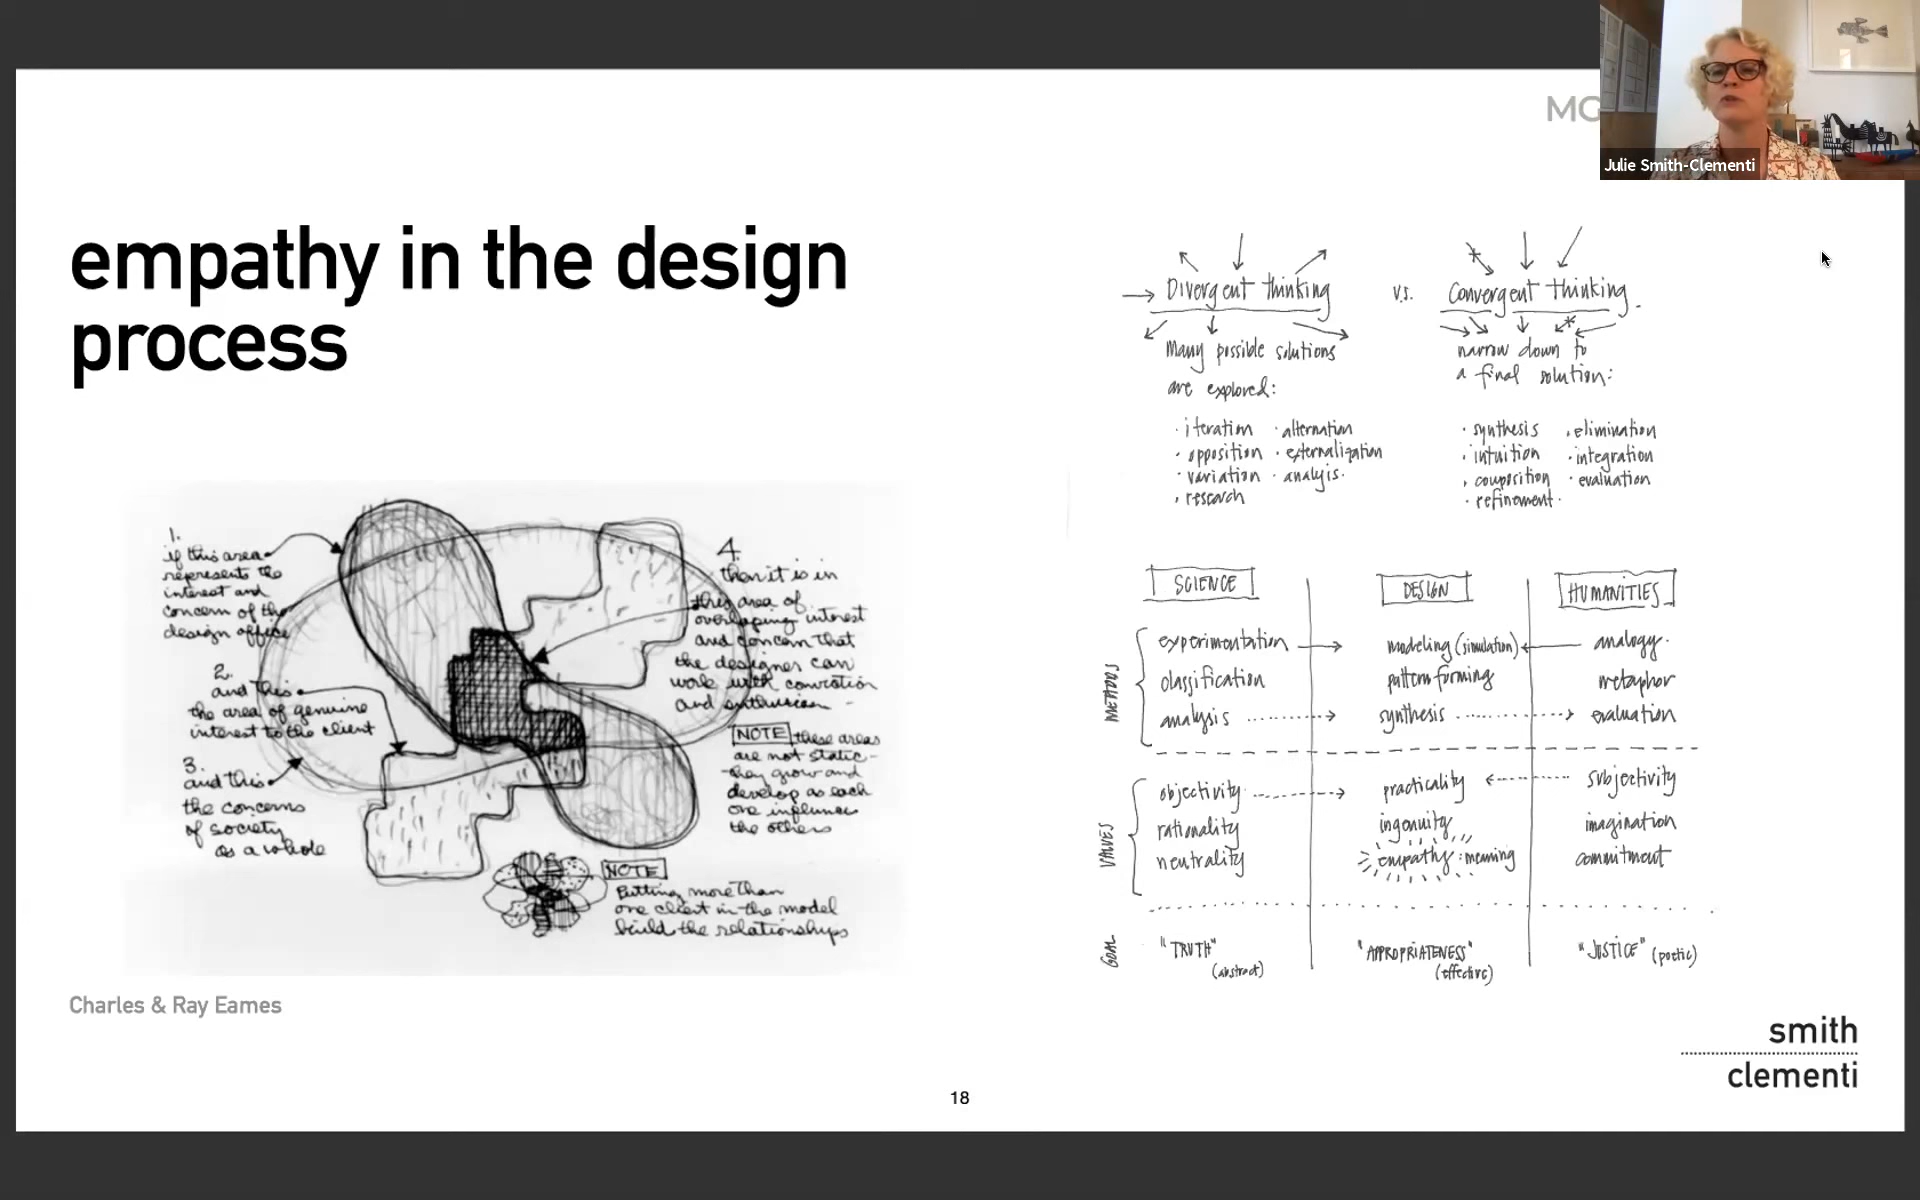 MG
Julie Smith-Clementi
empathy in the design
process
1.
if this area
represents the
interest and
concern of the
design office
2.
and this
the area of genuine
interest to the client
3.
and this
the concerns
of society
as a whole
4.
then it is in
this area of
overlapping interest
and concern that
the designer can
work with conviction
and enthusiasm
NOTE these areas
are not static -
they grow and
develop as each
one influences
the others
NOTE
Putting more than
one client in the model
builds the relationships
Charles & Ray Eames
Divergent thinking v.s. Convergent thinking.
Many possible solutions
are explored:
· iteration · alternation
· opposition · externalization
· variation · analysis.
· research
narrow down to
a final solution:
· synthesis · elimination
· intuition · integration
· composition · evaluation
· refinement.
SCIENCE DESIGN HUMANITIES
METHODS
experimentation modeling (simulation) analogy.
classification pattern forming metaphor
analysis synthesis evaluation
VALUES
objectivity practicality subjectivity
rationality ingenuity imagination
neutrality empathy: meaning commitment
GOAL
"TRUTH" "APPROPRIATENESS" "JUSTICE" (poetic)
(abstract) (effective)
smith
clementi
18